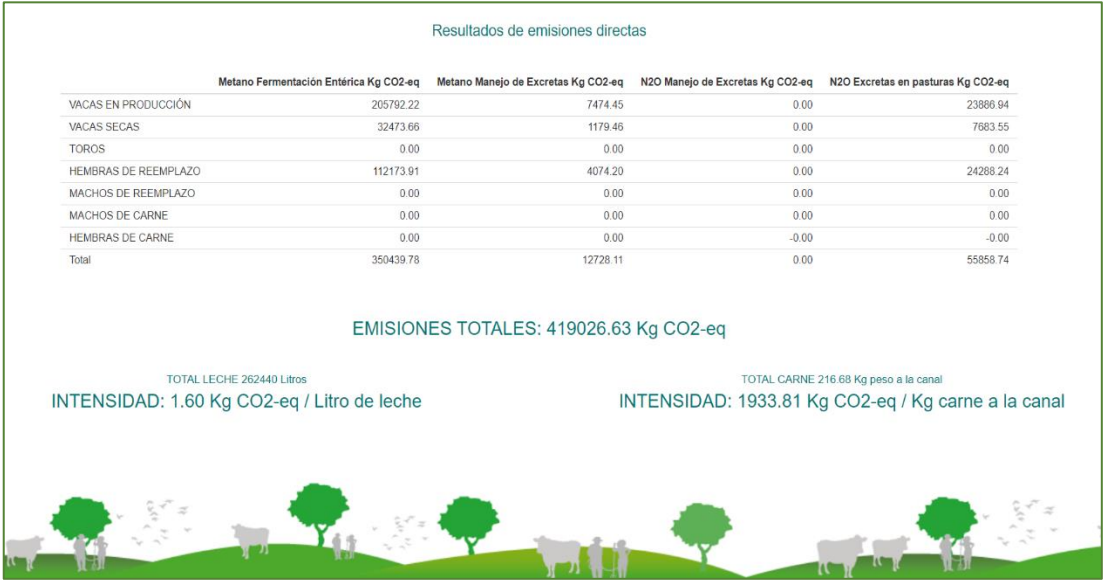 Resultados de emisiones directas
Metano Fermentación Entérica Kg CO2-eq Metano Manejo de Excretas Kg CO2-eq N2O Manejo de Excretas Kg CO2-eq N2O Excretas en pasturas Kg CO2-eq
VACAS EN PRODUCCIÓN 205792.22 7474.45 0.00 23886.94
VACAS SECAS 32473.66 1179.46 0.00 7683.55
TOROS 0.00 0.00 0.00 0.00
HEMBRAS DE REEMPLAZO 112173.91 4074.20 0.00 24288.24
MACHOS DE REEMPLAZO 0.00 0.00 0.00 0.00
MACHOS DE CARNE 0.00 0.00 0.00 0.00
HEMBRAS DE CARNE 0.00 0.00 -0.00 -0.00
Total 350439.78 12728.11 0.00 55858.74
EMISIONES TOTALES: 419026.63 Kg CO2-eq
TOTAL LECHE 262440 Litros
INTENSIDAD: 1.60 Kg CO2-eq / Litro de leche
TOTAL CARNE 216.68 Kg peso a la canal
INTENSIDAD: 1933.81 Kg CO2-eq / Kg carne a la canal